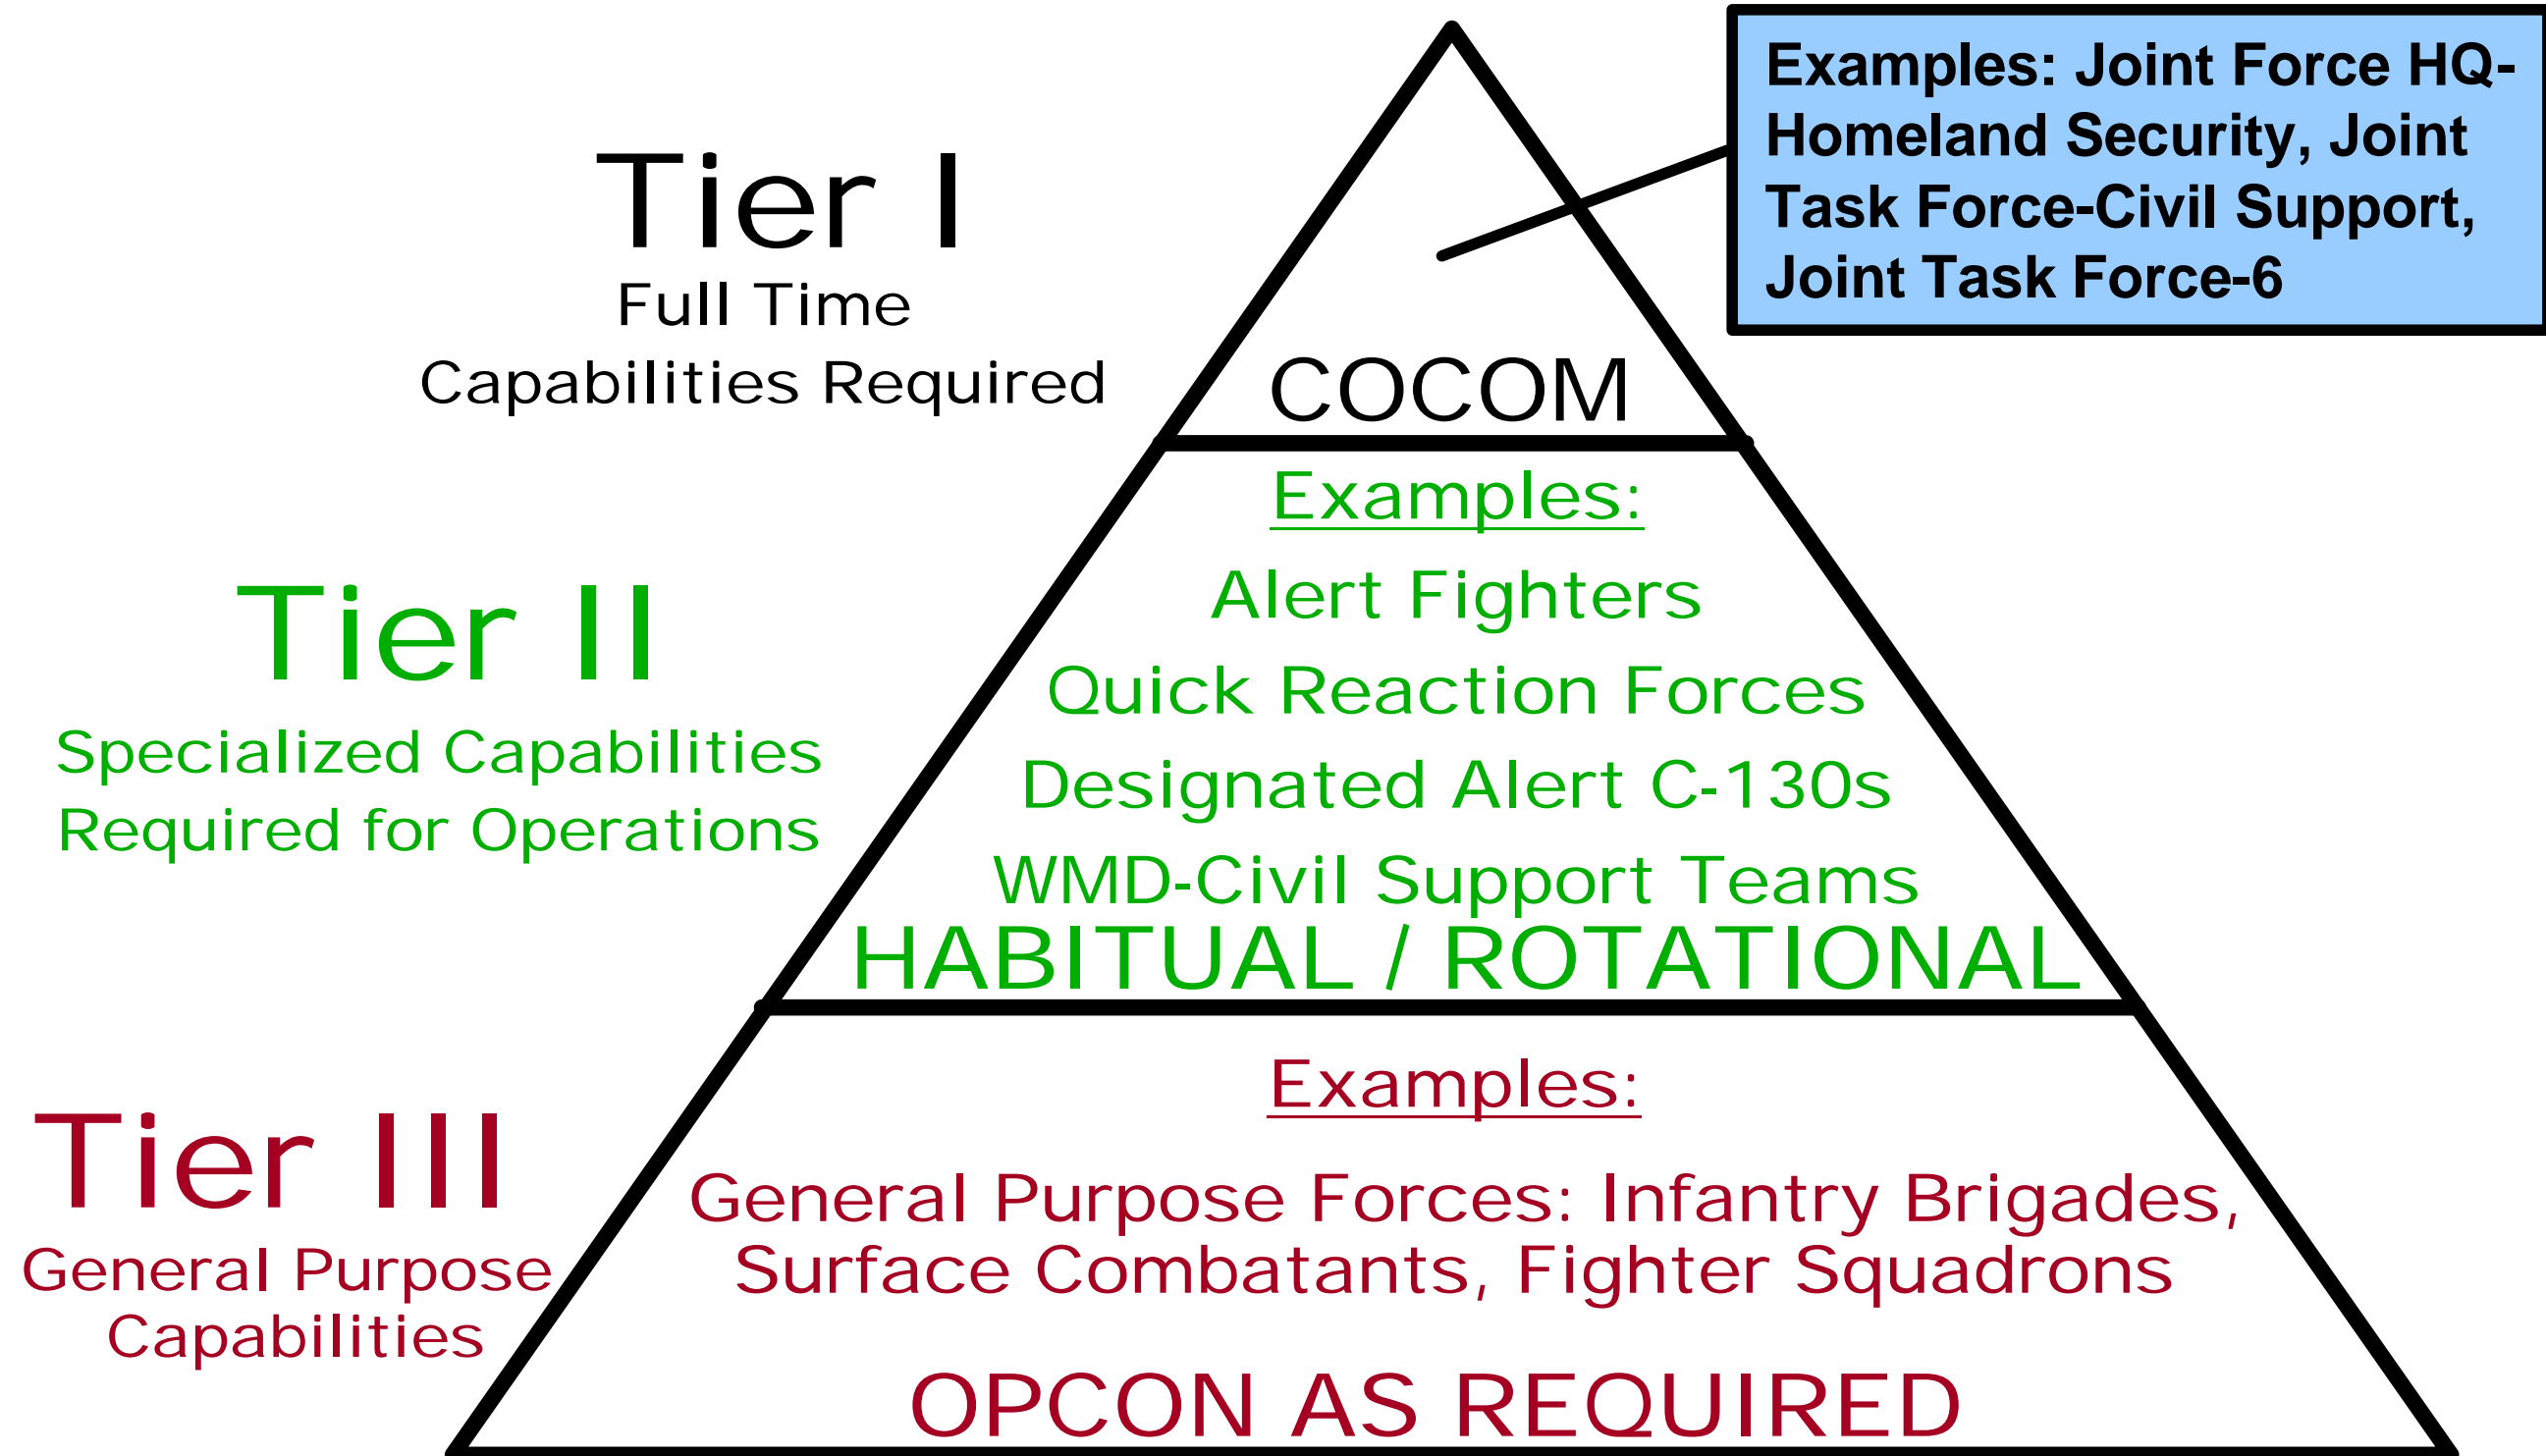 Examples: Joint Force HQ-
Homeland Security, Joint
Task Force-Civil Support,
Joint Task Force-6
Tier I
Full Time
Capabilities Required
COCOM
Tier II
Specialized Capabilities
Required for Operations
Examples:
Alert Fighters
Quick Reaction Forces
Designated Alert C-130s
WMD-Civil Support Teams
HABITUAL / ROTATIONAL
Tier III
General Purpose
Capabilities
Examples:
General Purpose Forces: Infantry Brigades,
Surface Combatants, Fighter Squadrons
OPCON AS REQUIRED